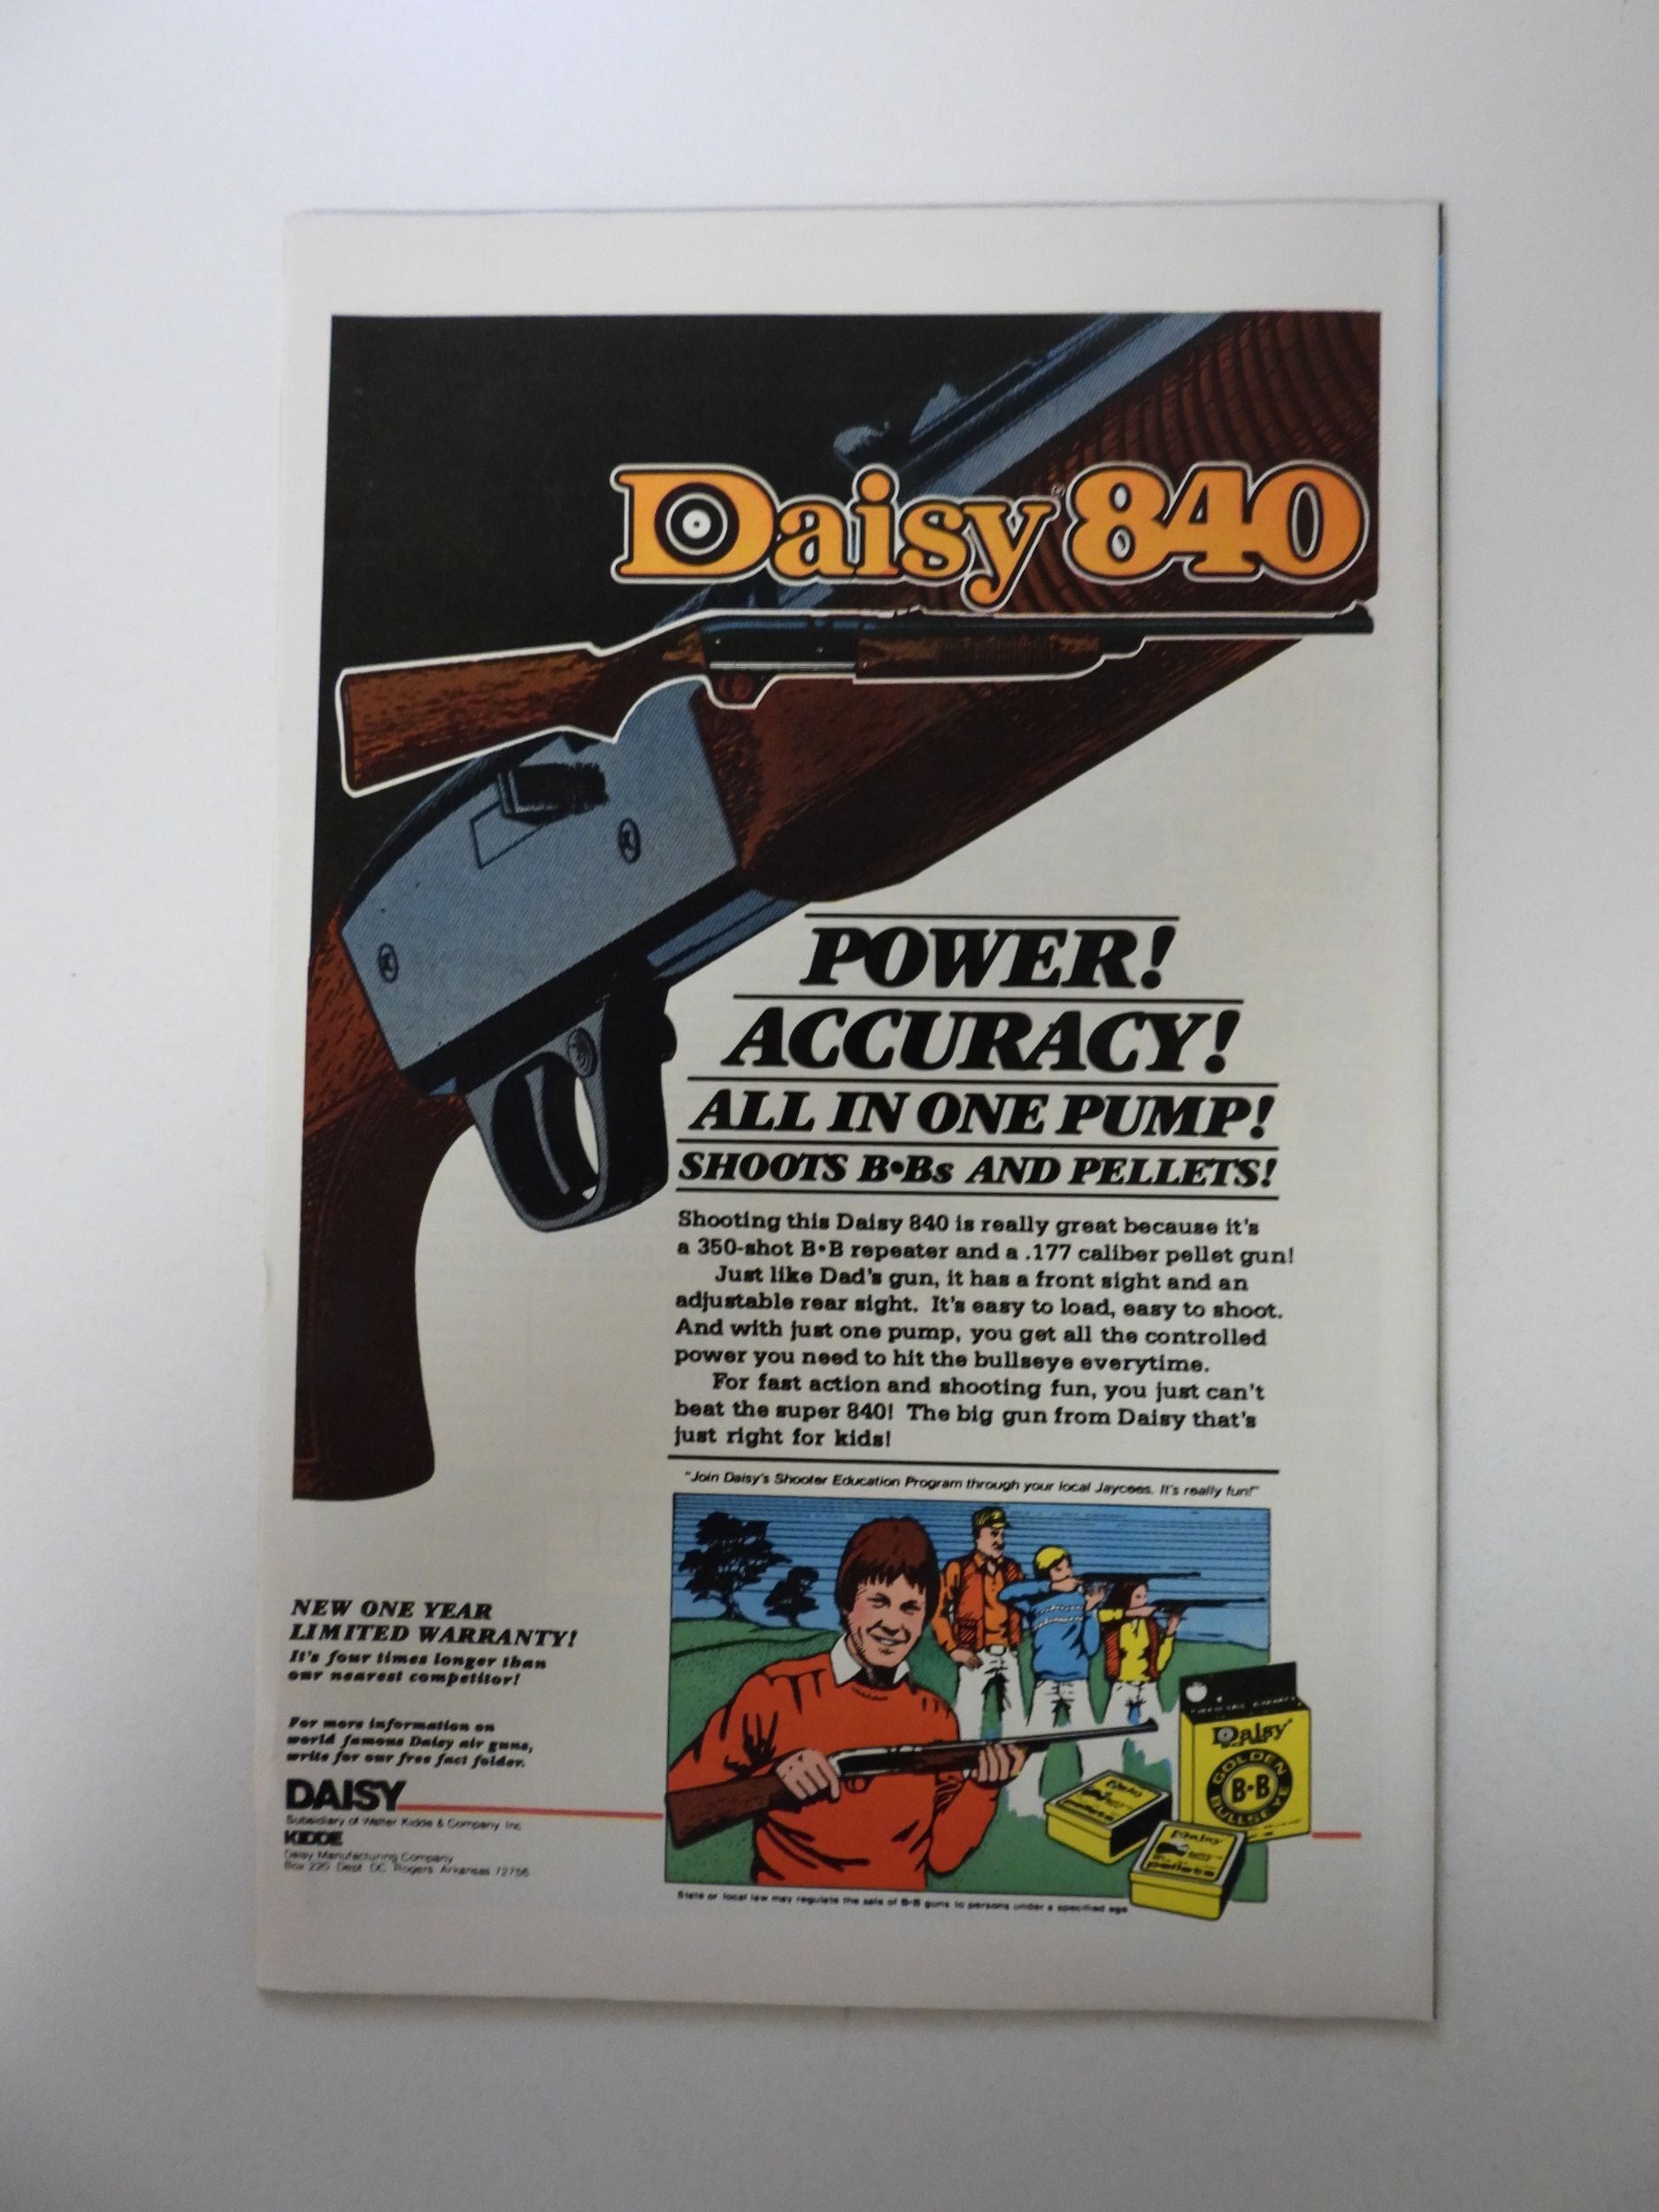 Daisy® 840
POWER!
ACCURACY!
ALL IN ONE PUMP!
SHOOTS B•Bs AND PELLETS!
Shooting this Daisy 840 is really great because it's
a 350-shot B•B repeater and a .177 caliber pellet gun!
Just like Dad's gun, it has a front sight and an
adjustable rear sight. It's easy to load, easy to shoot.
And with just one pump, you get all the controlled
power you need to hit the bullseye everytime.
For fast action and shooting fun, you just can't
beat the super 840! The big gun from Daisy that's
just right for kids!
"Join Daisy's Shooter Education Program through your local Jaycees. It's really fun!"
NEW ONE YEAR
LIMITED WARRANTY!
It's four times longer than
our nearest competitor!
For more information on
world famous Daisy air guns,
write for our free fact folder.
DAISY
Subsidiary of Walter Kidde & Company, Inc.
KIDDE
Daisy Manufacturing Company
Box 220 Dept. DC Rogers, Arkansas 72756
Daisy®
GOLDEN
B•B
BULLSEYE
Daisy
pellets
Daisy
pellets
State or local law may regulate the sale of B•B guns to persons under a specified age